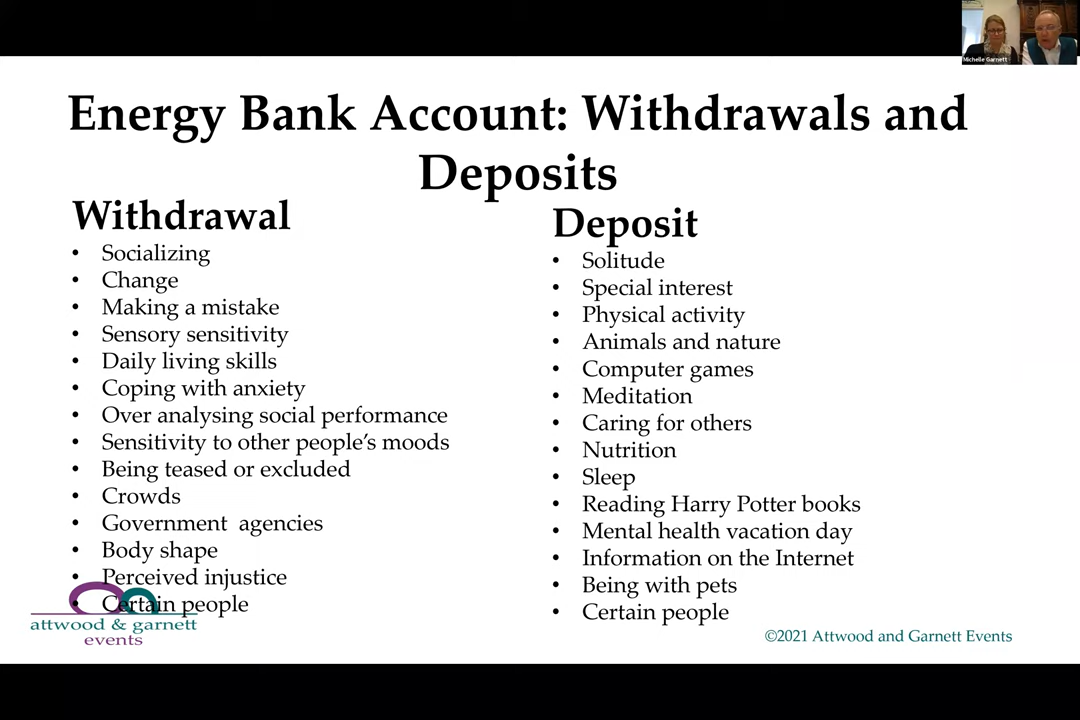 Michelle Garnett
Energy Bank Account: Withdrawals and
Deposits
Withdrawal
• Socializing
• Change
• Making a mistake
• Sensory sensitivity
• Daily living skills
• Coping with anxiety
• Over analysing social performance
• Sensitivity to other people’s moods
• Being teased or excluded
• Crowds
• Government agencies
• Body shape
• Perceived injustice
• Certain people
Deposit
• Solitude
• Special interest
• Physical activity
• Animals and nature
• Computer games
• Meditation
• Caring for others
• Nutrition
• Sleep
• Reading Harry Potter books
• Mental health vacation day
• Information on the Internet
• Being with pets
• Certain people
attwood & garnett
events
©2021 Attwood and Garnett Events